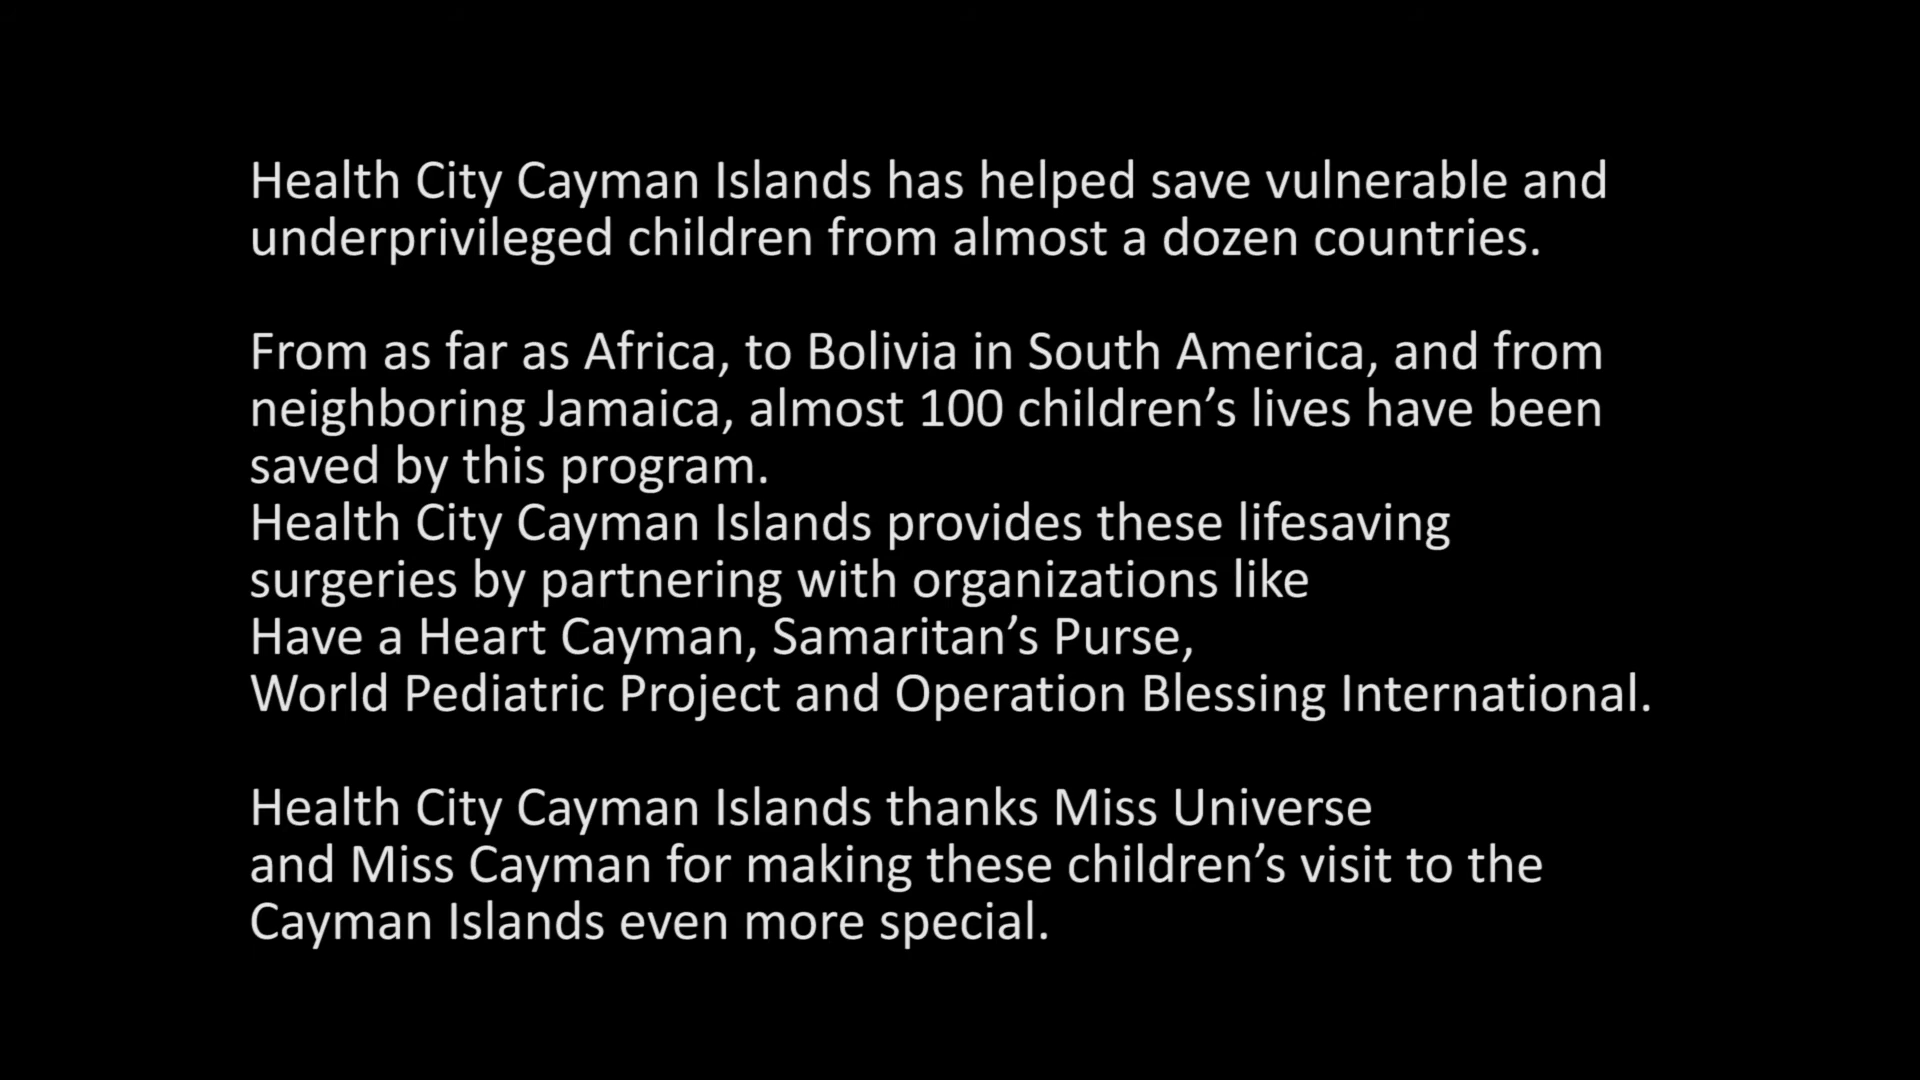 Health City Cayman Islands has helped save vulnerable and
underprivileged children from almost a dozen countries.
From as far as Africa, to Bolivia in South America, and from
neighboring Jamaica, almost 100 children’s lives have been
saved by this program.
Health City Cayman Islands provides these lifesaving
surgeries by partnering with organizations like
Have a Heart Cayman, Samaritan’s Purse,
World Pediatric Project and Operation Blessing International.
Health City Cayman Islands thanks Miss Universe
and Miss Cayman for making these children’s visit to the
Cayman Islands even more special.